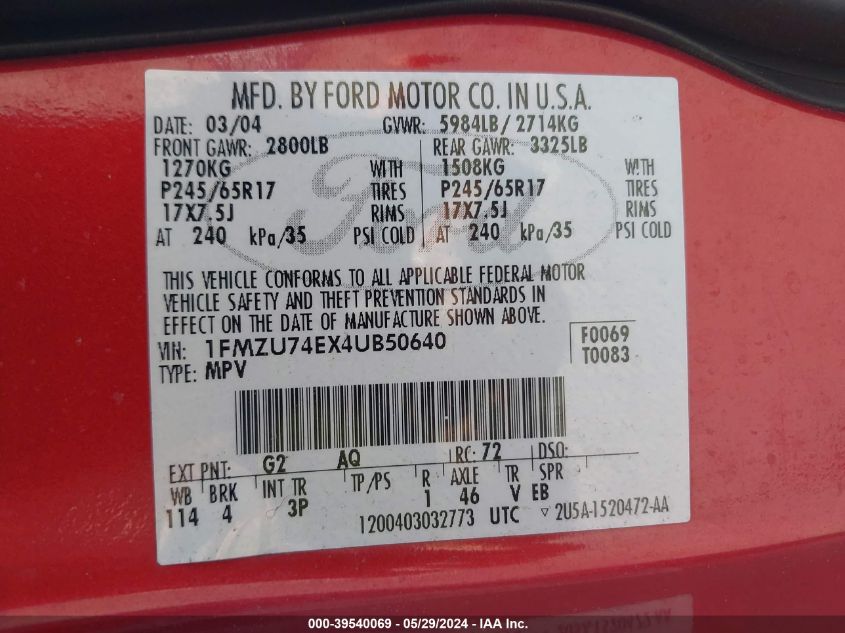 MFD. BY FORD MOTOR CO. IN U.S.A.
DATE: 03/04 GVWR: 5984LB/ 2714KG
FRONT GAWR: 2800LB REAR GAWR: 3325LB
1270KG WITH 1508KG WITH
P245/65R17 TIRES P245/65R17 TIRES
17X7.5J RIMS 17X7.5J RIMS
AT 240 kPa/35 PSI COLD AT 240 kPa/35 PSI COLD
Ford
THIS VEHICLE CONFORMS TO ALL APPLICABLE FEDERAL MOTOR
VEHICLE SAFETY AND THEFT PREVENTION STANDARDS IN
EFFECT ON THE DATE OF MANUFACTURE SHOWN ABOVE.
VIN: 1FMZU74EX4UB50640 F0069
TYPE: MPV T0083
EXT PNT: G2 AQ RC: 72 DSO:
WB BRK INT TR TP/PS R AXLE TR SPR
114 4 3P 1 46 V EB
1200403032773 UTC ▽ 2U5A-1520472-AA
000-39540069 - 05/29/2024 - IAA Inc.